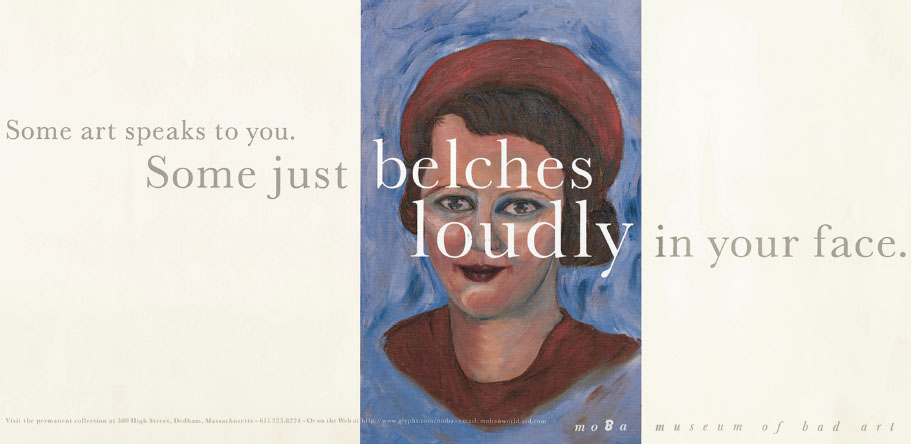 Some art speaks to you.
Some just belches
loudly in your face.
Visit the permanent collection at 580 High Street, Dedham, Massachusetts~617.325.8224~Or on the Web at http://www.glyphs.com/moba~email: moba@world.std.com
moBa museum of bad art